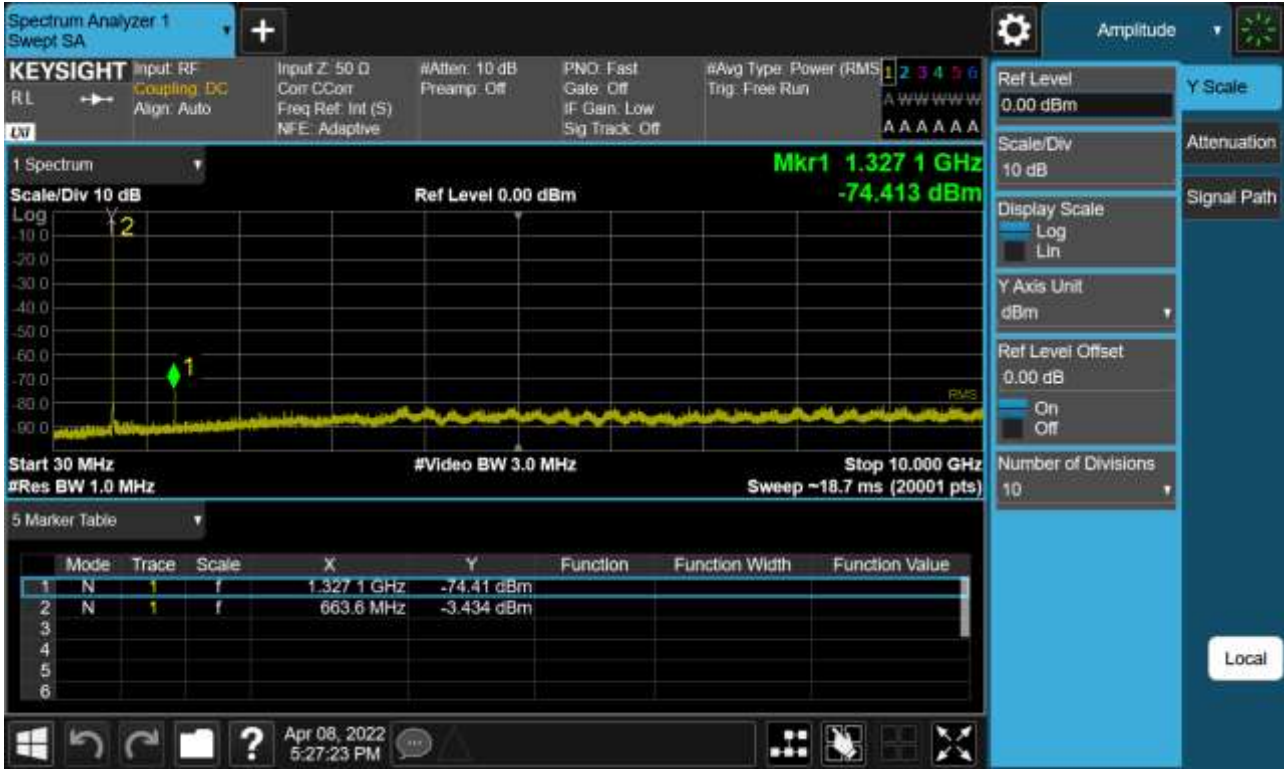 Spectrum Analyzer 1
Swept SA
Amplitude
KEYSIGHT
RL
LXI
Input: RF
Coupling: DC
Align: Auto
Input Z: 50 Ω
Corr CCorr
Freq Ref: Int (S)
NFE: Adaptive
#Atten: 10 dB
Preamp: Off
PNO: Fast
Gate: Off
IF Gain: Low
Sig Track: Off
#Avg Type: Power (RMS
Trig: Free Run
1 2 3 4 5 6
A W W W W W
A A A A A A
1 Spectrum
Scale/Div 10 dB
Ref Level 0.00 dBm
Mkr1 1.327 1 GHz
-74.413 dBm
Log
-10.0
-20.0
-30.0
-40.0
-50.0
-60.0
-70.0
-80.0
-90.0
2
1
RMS
Start 30 MHz
#Video BW 3.0 MHz
Stop 10.000 GHz
#Res BW 1.0 MHz
Sweep ~18.7 ms (20001 pts)
5 Marker Table
Mode Trace Scale X Y Function Function Width Function Value
1 N 1 f 1.327 1 GHz -74.41 dBm
2 N 1 f 663.6 MHz -3.434 dBm
3
4
5
6
Apr 08, 2022
5:27:23 PM
Ref Level
0.00 dBm
Scale/Div
10 dB
Display Scale
Log
Lin
Y Axis Unit
dBm
Ref Level Offset
0.00 dB
On
Off
Number of Divisions
10
Y Scale
Attenuation
Signal Path
Local